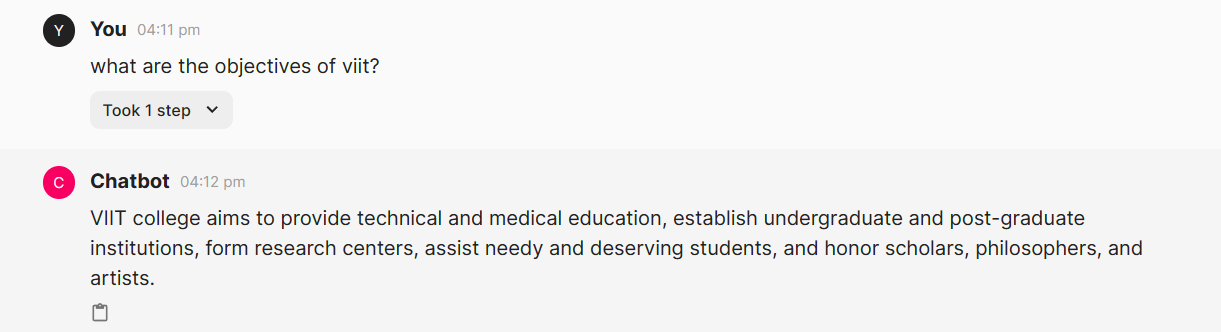 Y You 04:11 pm
what are the objectives of viit?
Took 1 step
C Chatbot 04:12 pm
VIIT college aims to provide technical and medical education, establish undergraduate and post-graduate
institutions, form research centers, assist needy and deserving students, and honor scholars, philosophers, and
artists.